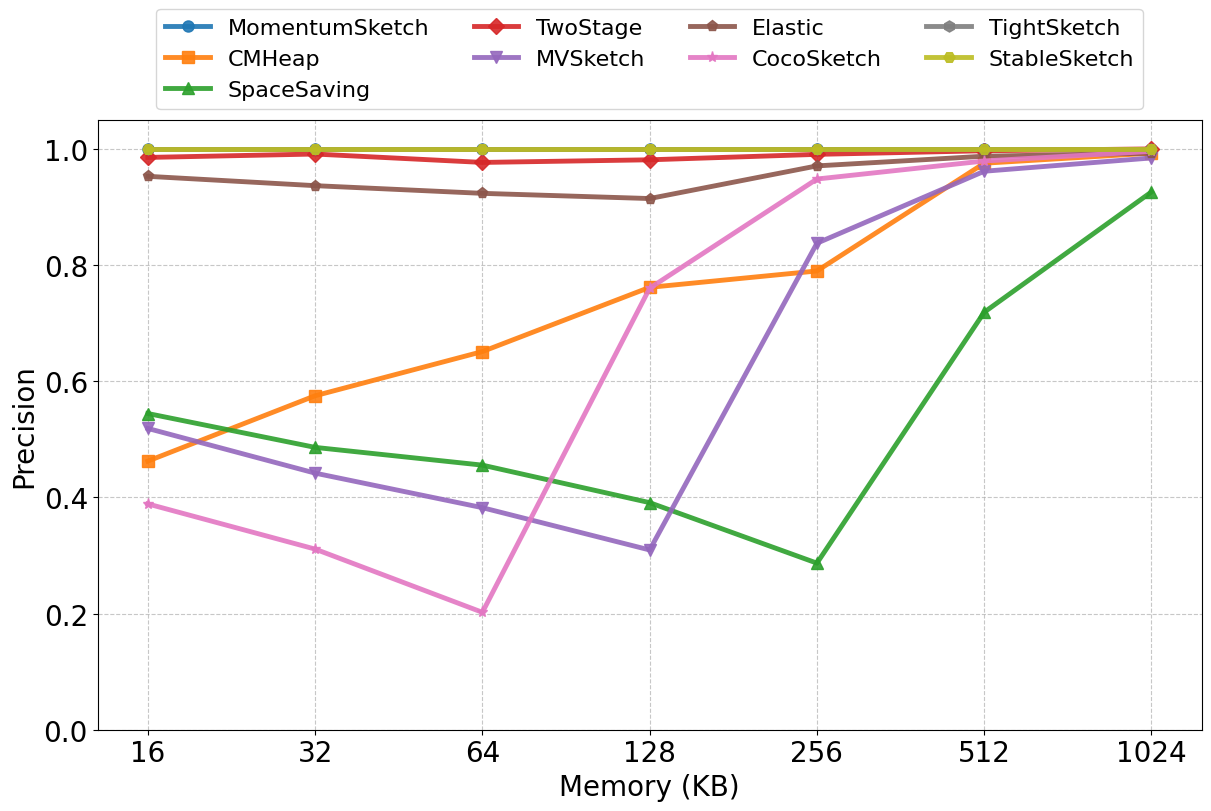 MomentumSketch TwoStage Elastic TightSketch
CMHeap MVSketch CocoSketch StableSketch
SpaceSaving
1.0
0.8
0.6
0.4
0.2
0.0
Precision
16 32 64 128 256 512 1024
Memory (KB)